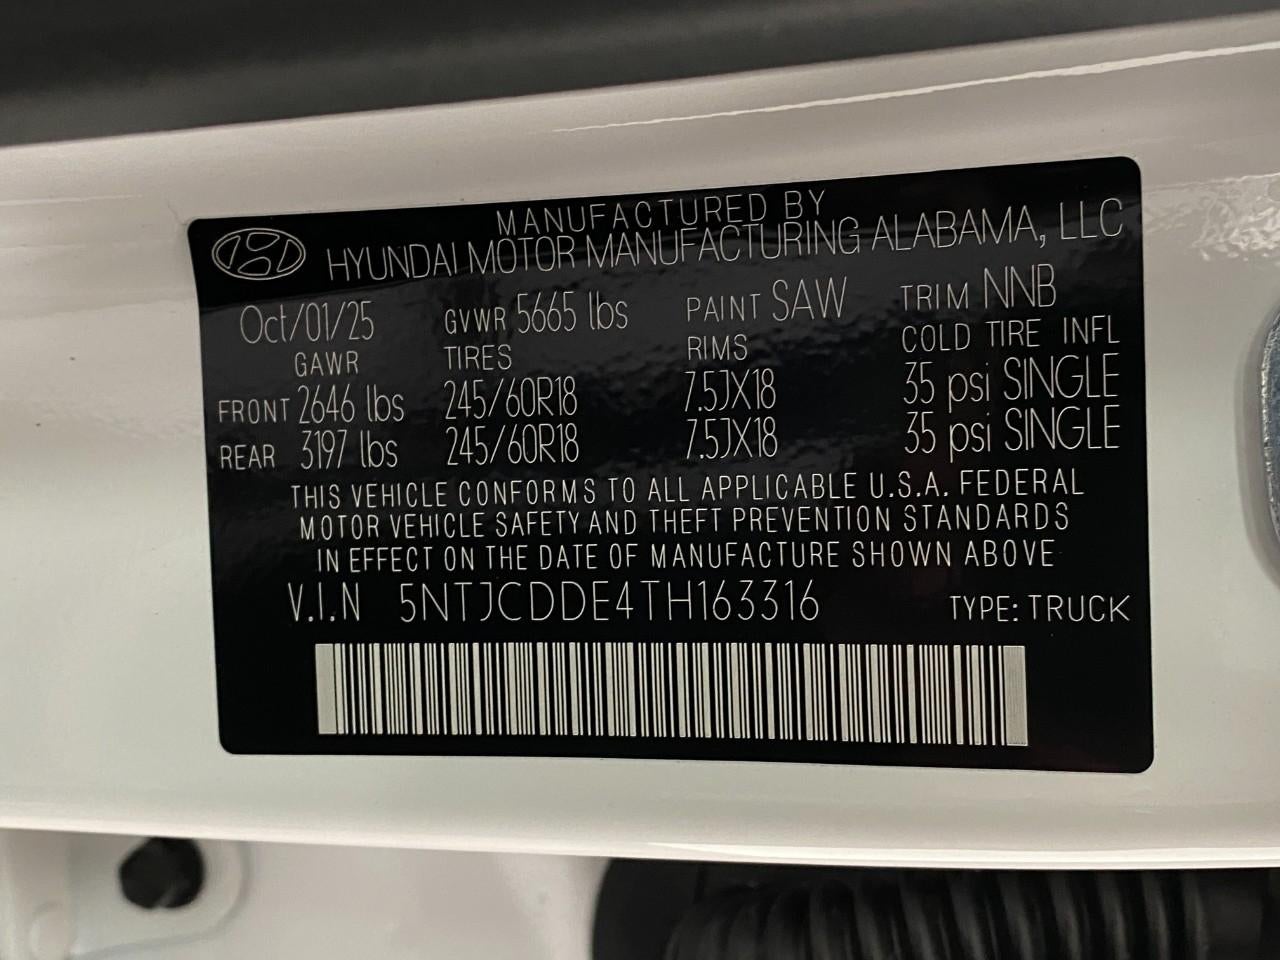 MANUFACTURED BY
HYUNDAI MOTOR MANUFACTURING ALABAMA, LLC
Oct/01/25 GVWR 5665 lbs PAINT SAW TRIM NNB
GAWR TIRES RIMS COLD TIRE INFL
FRONT 2646 lbs 245/60R18 7.5JX18 35 psi SINGLE
REAR 3197 lbs 245/60R18 7.5JX18 35 psi SINGLE
THIS VEHICLE CONFORMS TO ALL APPLICABLE U.S.A. FEDERAL
MOTOR VEHICLE SAFETY AND THEFT PREVENTION STANDARDS
IN EFFECT ON THE DATE OF MANUFACTURE SHOWN ABOVE
V.I.N 5NTJCDDE4TH163316 TYPE: TRUCK